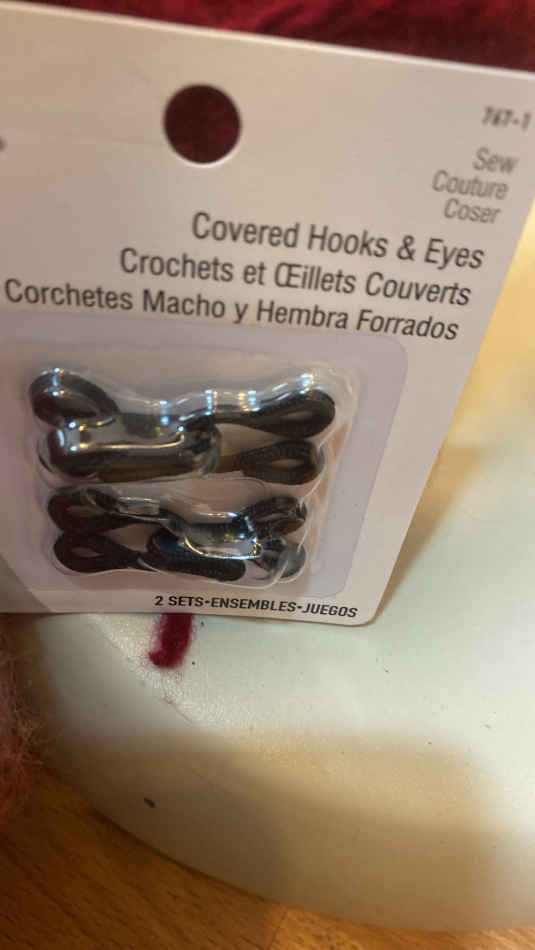 767-1
Sew
Couture
Coser
Covered Hooks & Eyes
Crochets et Œillets Couverts
Corchetes Macho y Hembra Forrados
2 SETS-ENSEMBLES-JUEGOS